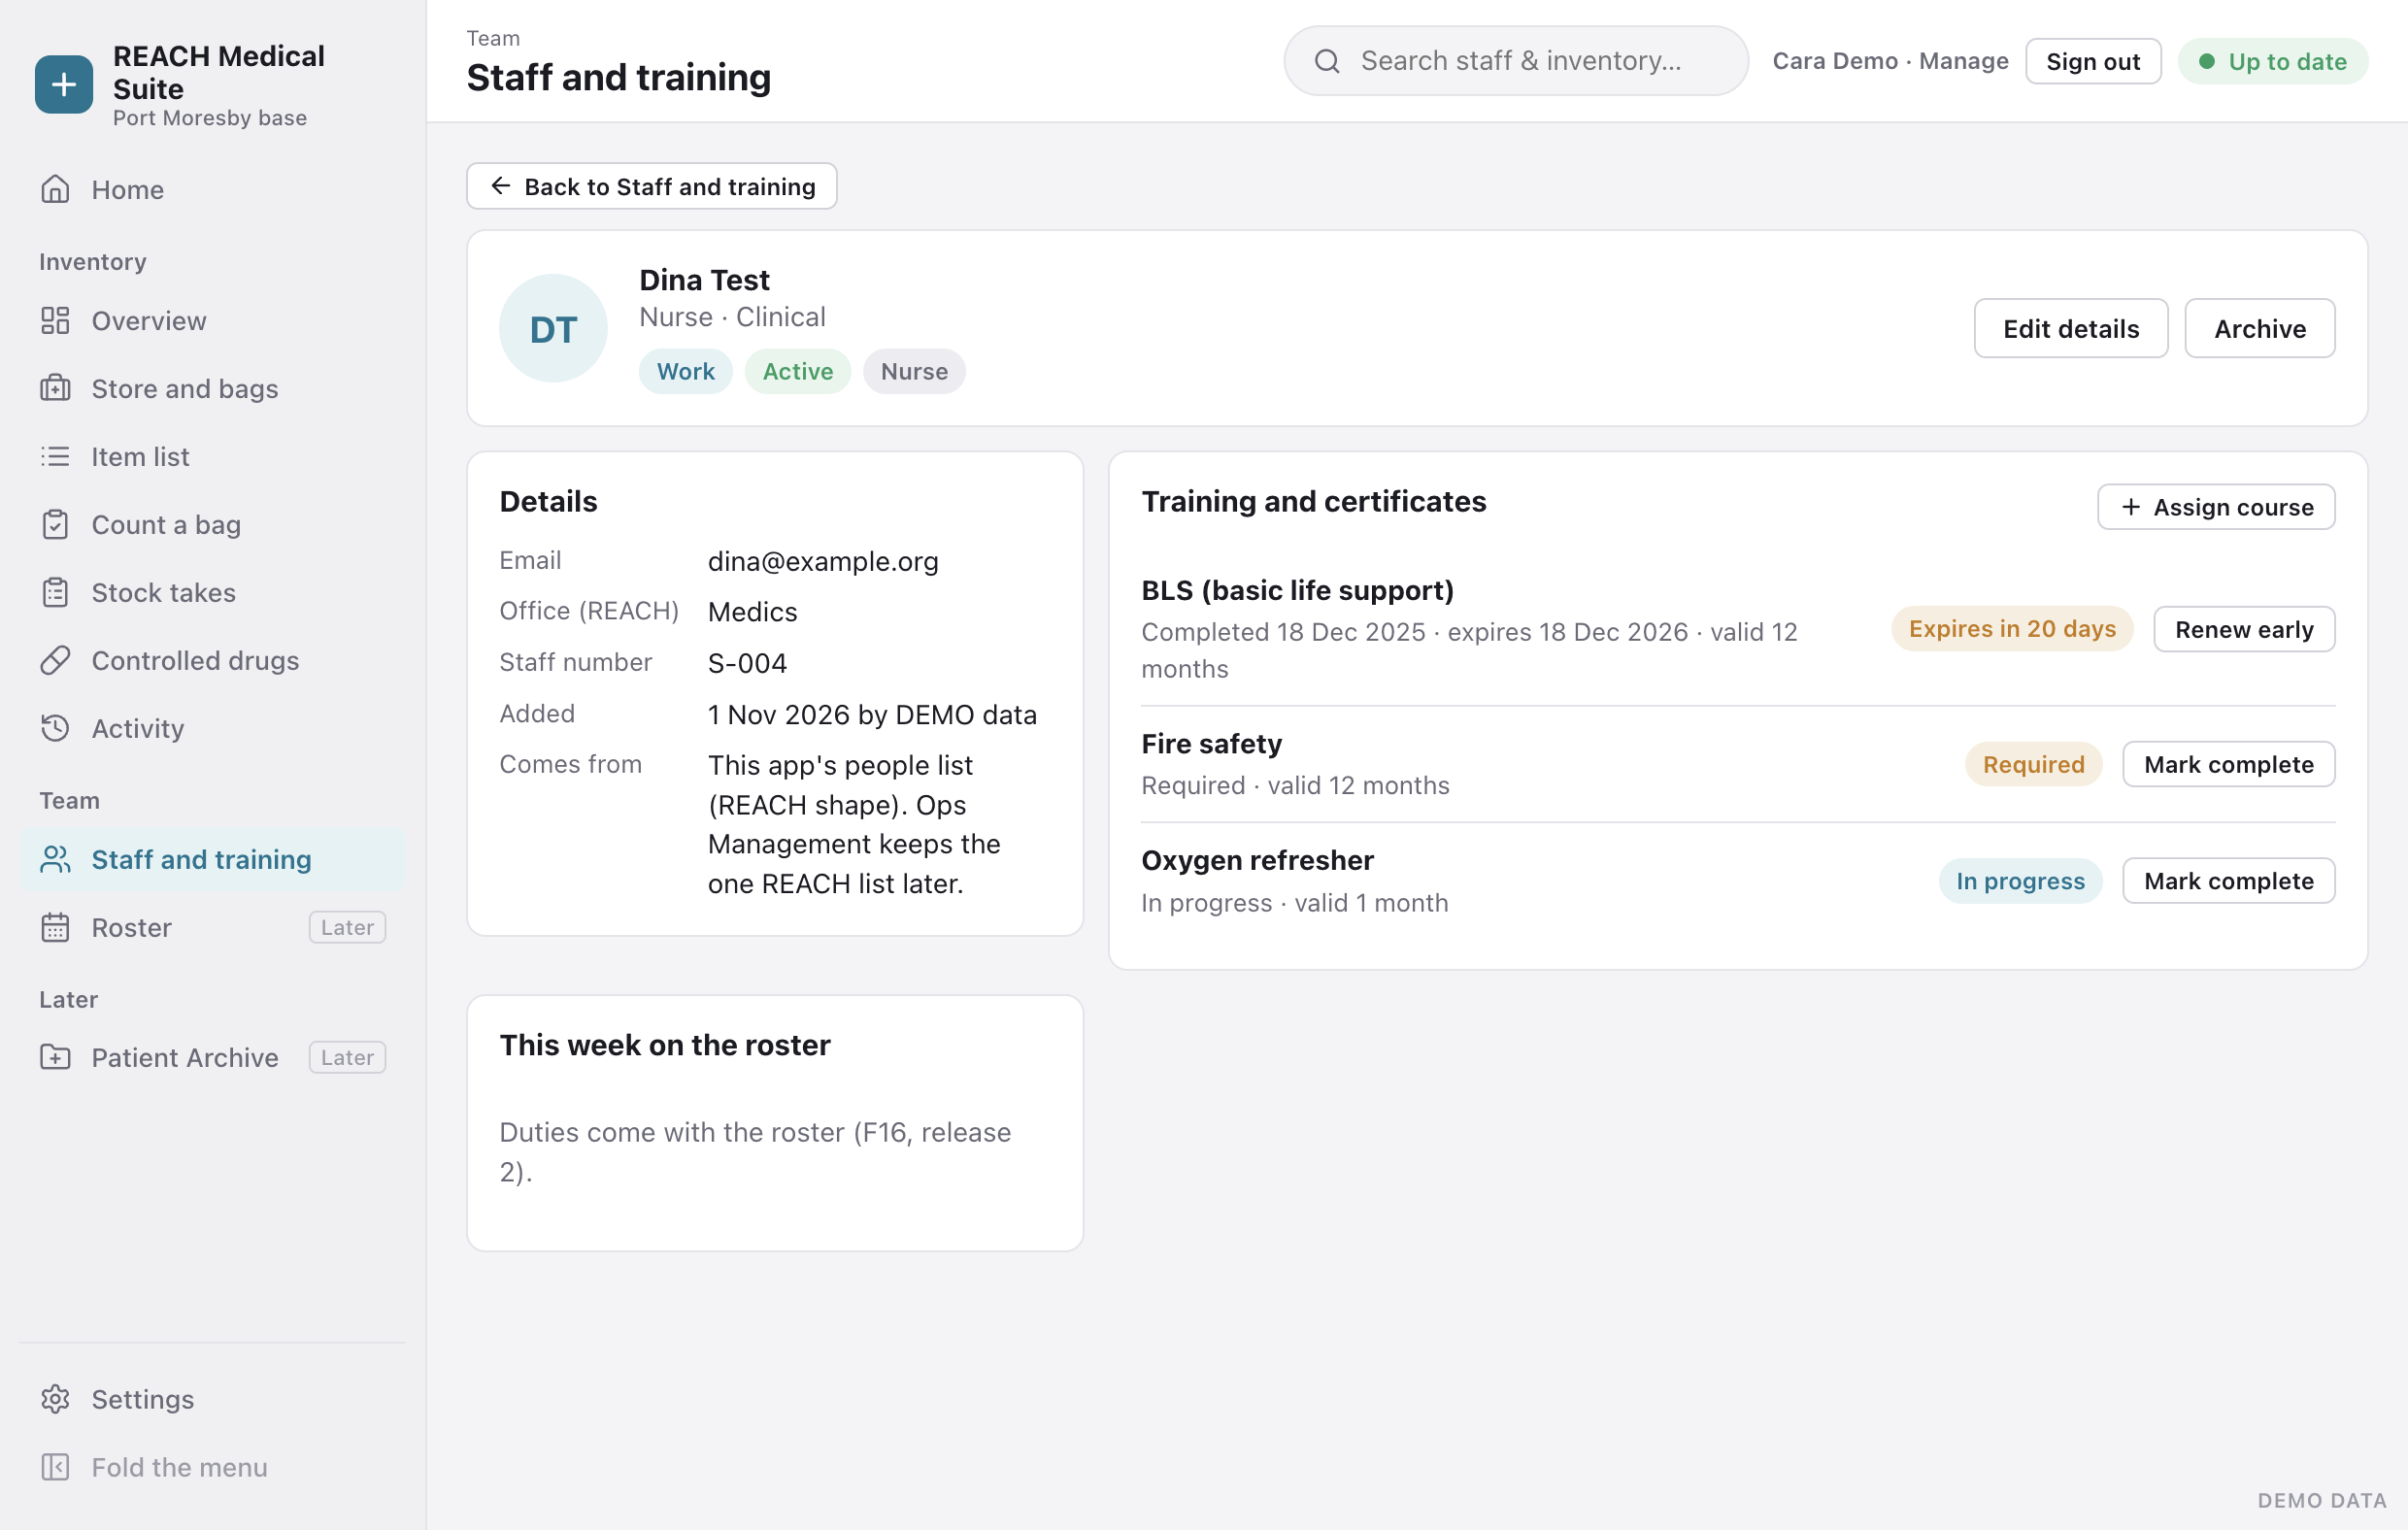 REACH Medical
Suite
Port Moresby base
Home
Inventory
Overview
Store and bags
Item list
Count a bag
Stock takes
Controlled drugs
Activity
Team
Staff and training
Roster
Later
Later
Patient Archive
Later
Settings
Fold the menu
Team
Staff and training
Search staff & inventory...
Cara Demo · Manage
Sign out
Up to date
Back to Staff and training
DT
Dina Test
Nurse · Clinical
Work
Active
Nurse
Edit details
Archive
Details
Email
dina@example.org
Office (REACH)
Medics
Staff number
S-004
Added
1 Nov 2026 by DEMO data
Comes from
This app's people list
(REACH shape). Ops
Management keeps the
one REACH list later.
Training and certificates
Assign course
BLS (basic life support)
Completed 18 Dec 2025 · expires 18 Dec 2026 · valid 12
months
Expires in 20 days
Renew early
Fire safety
Required · valid 12 months
Required
Mark complete
Oxygen refresher
In progress · valid 1 month
In progress
Mark complete
This week on the roster
Duties come with the roster (F16, release
2).
DEMO DATA